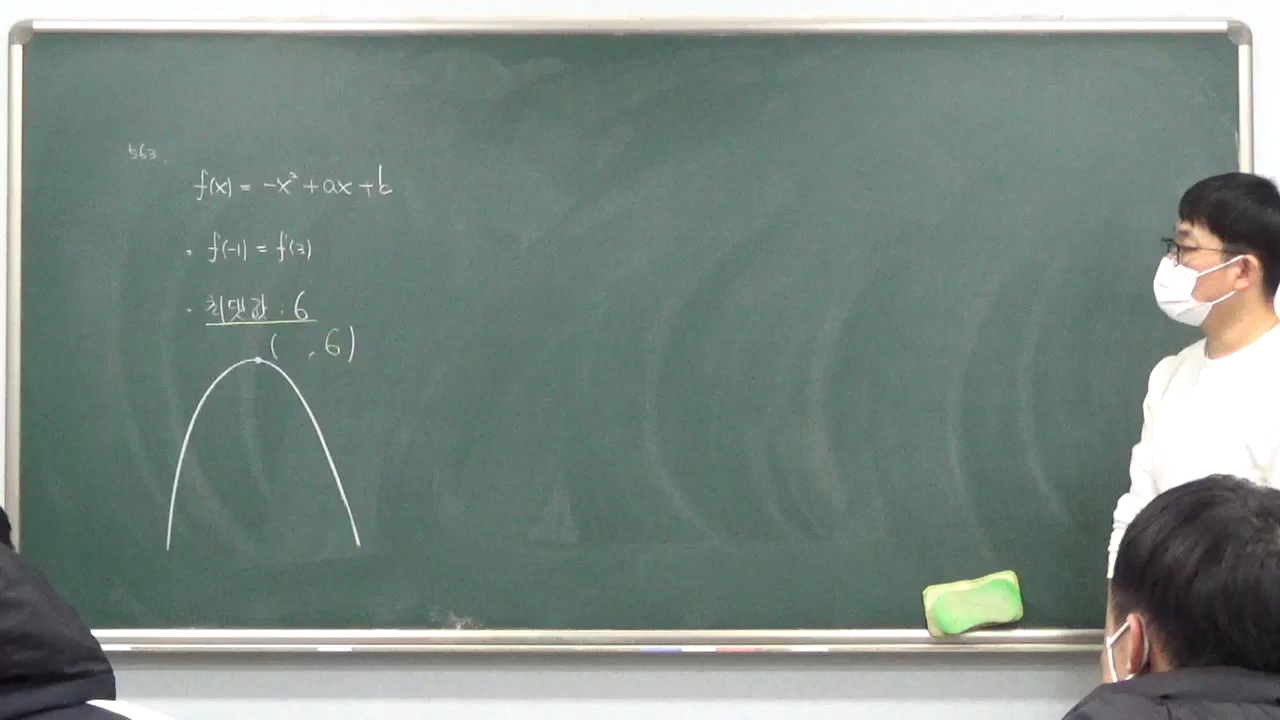 563.
f(x) = -x² + ax + b
· f(-1) = f(3)
· 최댓값 : 6
( , 6)